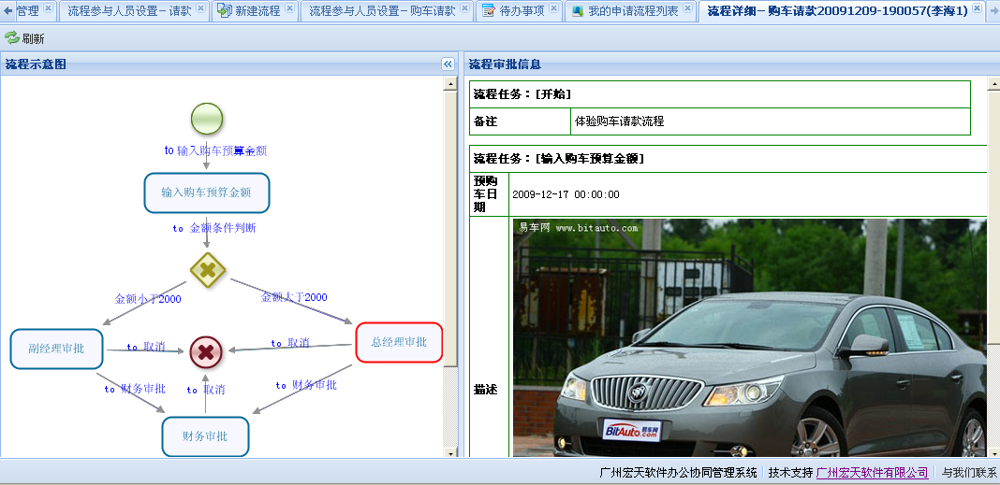 管理 流程参与人员设置－请款 新建流程 流程参与人员设置－购车请款 待办事项 我的申请流程列表 流程详细－购车请款20091209-190057(李海1)
刷新
流程示意图
to 输入购车预算金额
输入购车预算金额
to 金额条件判断
金额小于2000
金额大于2000
副经理审批
to 取消
to 取消
总经理审批
to 财务审批
to 取消
to 财务审批
财务审批
流程审批信息
流程任务：[开始]
备注 体验购车请款流程
流程任务：[输入购车预算金额]
预购车日期 2009-12-17 00:00:00
描述
易车网 www.bitauto.com
BitAuto.com 易车网
广州宏天软件办公协同管理系统 技术支持 广州宏天软件有限公司 与我们联系